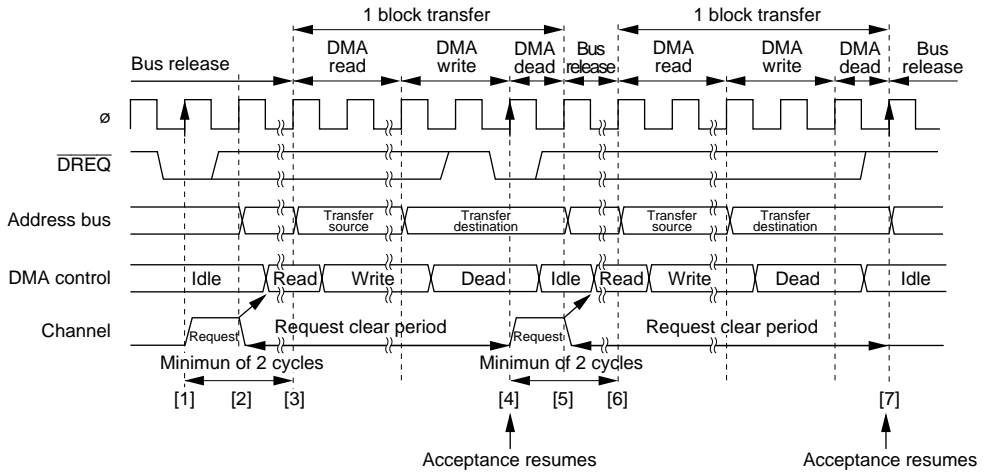 1 block transfer 1 block transfer
DMA DMA DMA Bus DMA DMA DMA Bus
Bus release read write dead release read write dead release
ø
DREQ
Address bus Transfer source Transfer destination Transfer source Transfer destination
DMA control Idle Read Write Dead Idle Read Write Dead Idle
Channel Request Request clear period Request Request clear period
Minimun of 2 cycles Minimun of 2 cycles
[1] [2] [3] [4] [5] [6] [7]
Acceptance resumes Acceptance resumes